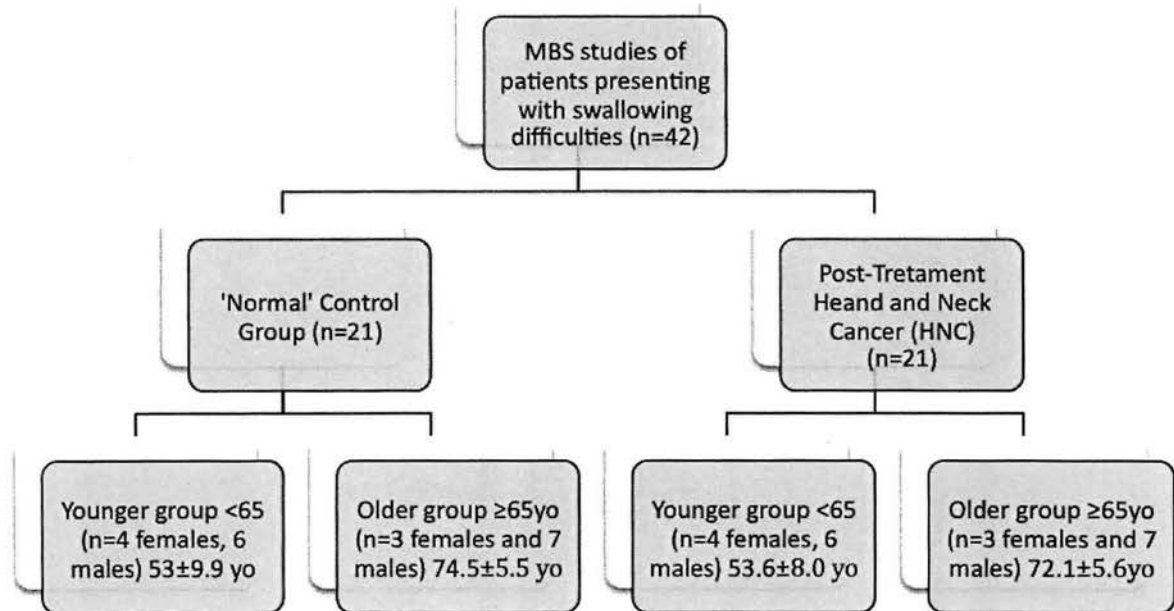 MBS studies of
patients presenting
with swallowing
difficulties (n=42)
'Normal' Control
Group (n=21)
Post-Tretament
Heand and Neck
Cancer (HNC)
(n=21)
Younger group <65
(n=4 females, 6
males) 53±9.9 yo
Older group ≥65yo
(n=3 females and 7
males) 74.5±5.5 yo
Younger group <65
(n=4 females, 6
males) 53.6±8.0 yo
Older group ≥65yo
(n=3 females and 7
males) 72.1±5.6yo